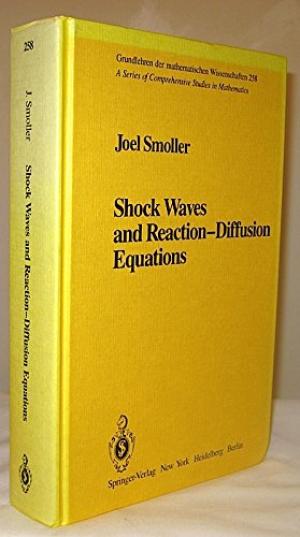 258
J. Smoller
Shock Waves and Reaction–Diffusion Equations
Grundlehren der mathematischen Wissenschaften 258
A Series of Comprehensive Studies in Mathematics
Joel Smoller
Shock Waves
and Reaction–Diffusion
Equations
Springer-Verlag New York Heidelberg Berlin